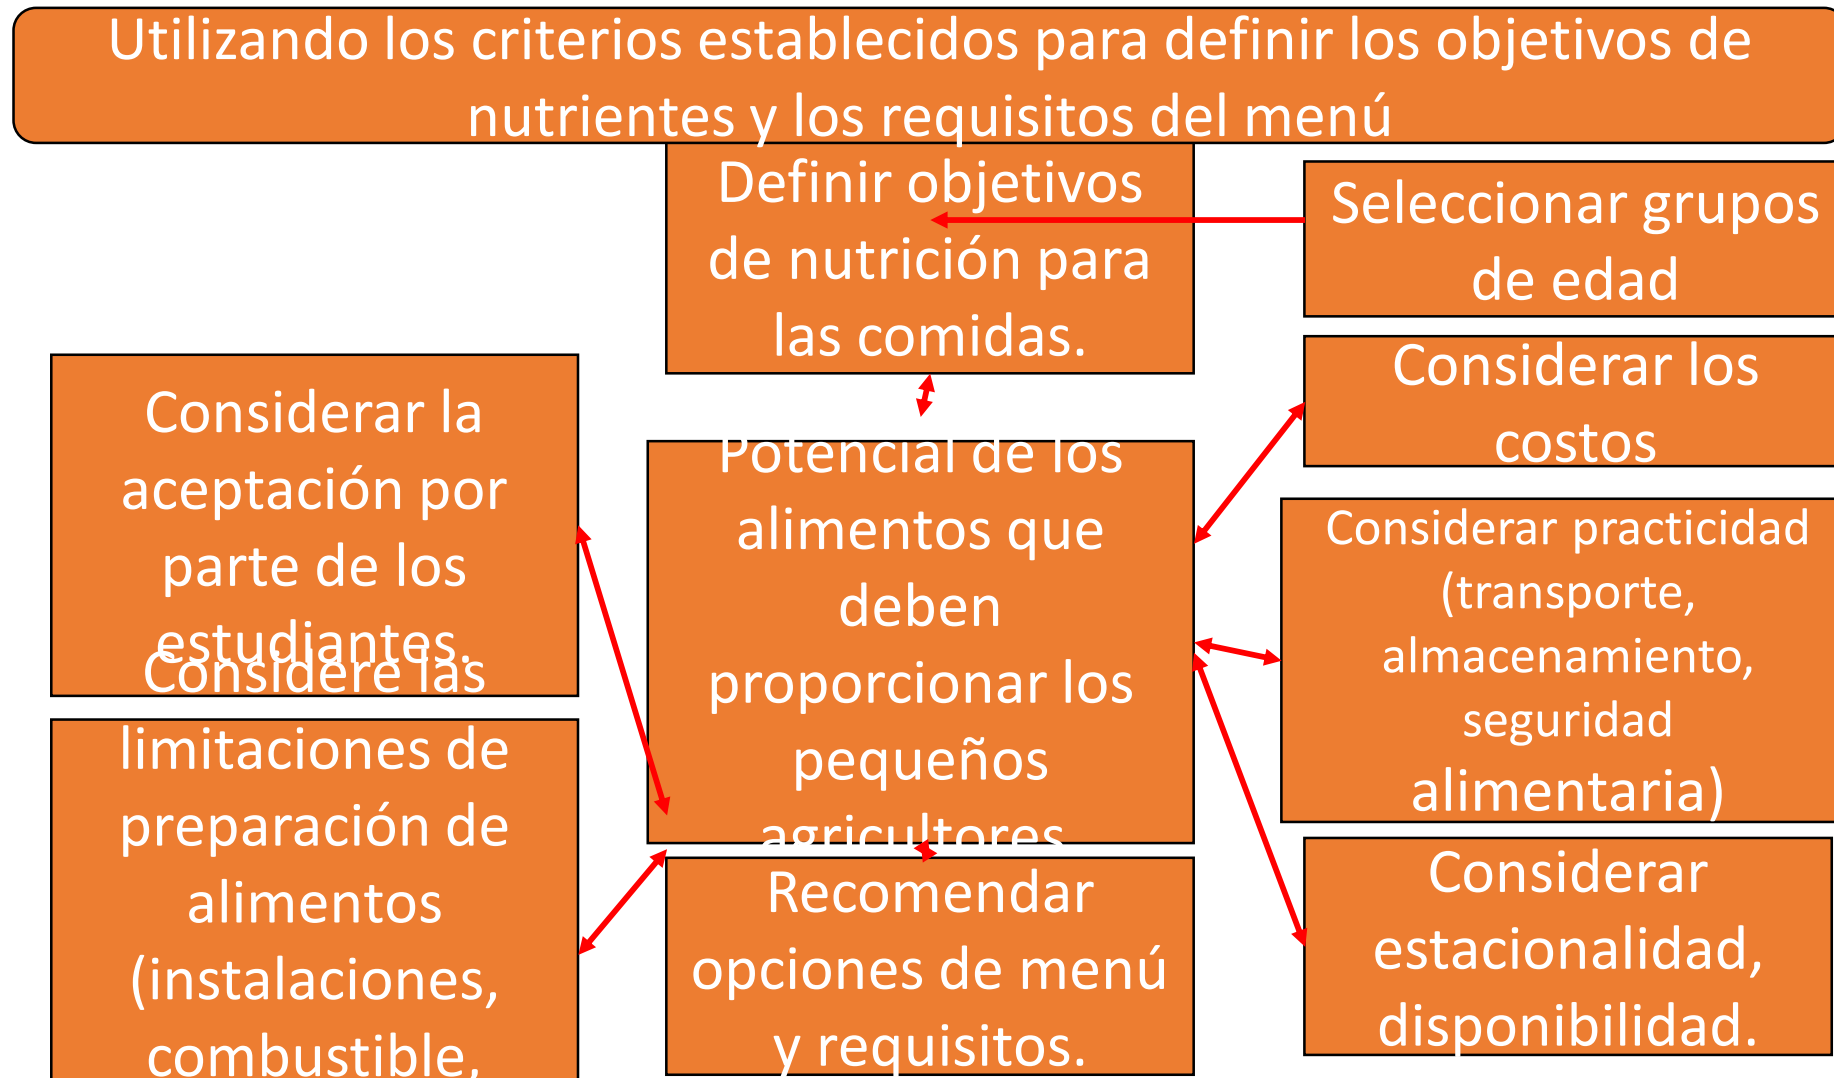 Utilizando los criterios establecidos para definir los objetivos de
nutrientes y los requisitos del menú
Definir objetivos
de nutrición para
las comidas.
Seleccionar grupos
de edad
Considerar los
costos
Considerar la
aceptación por
parte de los
estudiantes.
Potencial de los
alimentos que
deben
proporcionar los
pequeños
agricultores
Considerar practicidad
(transporte,
almacenamiento,
seguridad
alimentaria)
Considere las
limitaciones de
preparación de
alimentos
(instalaciones,
combustible,
Recomendar
opciones de menú
y requisitos.
Considerar
estacionalidad,
disponibilidad.